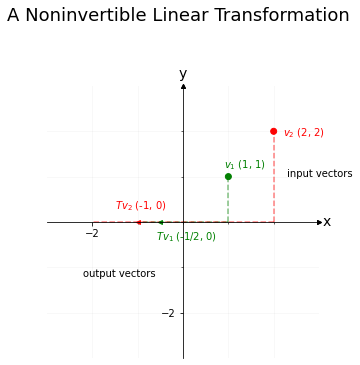 A Noninvertible Linear Transformation
y
v₂ (2, 2)
v₁ (1, 1)
input vectors
Tv₂ (-1, 0)
x
−2
Tv₁ (-1/2, 0)
output vectors
−2